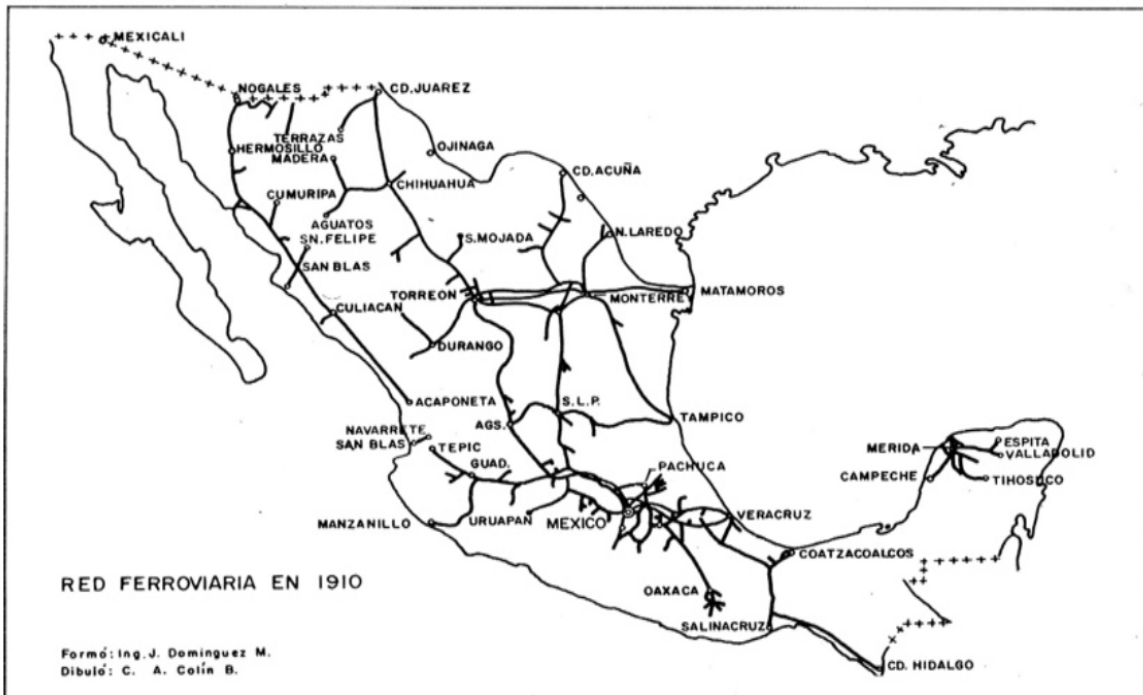 MEXICALI
NOGALES
CD. JUAREZ
TERRAZAS
HERMOSILLO
MADERA
OJINAGA
CD. ACUÑA
CHIHUAHUA
CUMURIPA
AGUATOS
SN. FELIPE
S. MOJADA
N. LAREDO
SAN BLAS
TORREON
MONTERREY
MATAMOROS
CULIACAN
DURANGO
ACAPONETA
S.L.P.
TAMPICO
AGS.
NAVARRETE
SAN BLAS
TEPIC
GUAD.
PACHUCA
MERIDA
ESPITA
VALLADOLID
CAMPECHE
TIHOSUCO
MANZANILLO
URUAPAN
MEXICO
VERACRUZ
COATZACOALCOS
OAXACA
SALINACRUZ
CD. HIDALGO
RED FERROVIARIA EN 1910
Formó: Ing. J. Dominguez M.
Dibuló: C. A. Colín B.